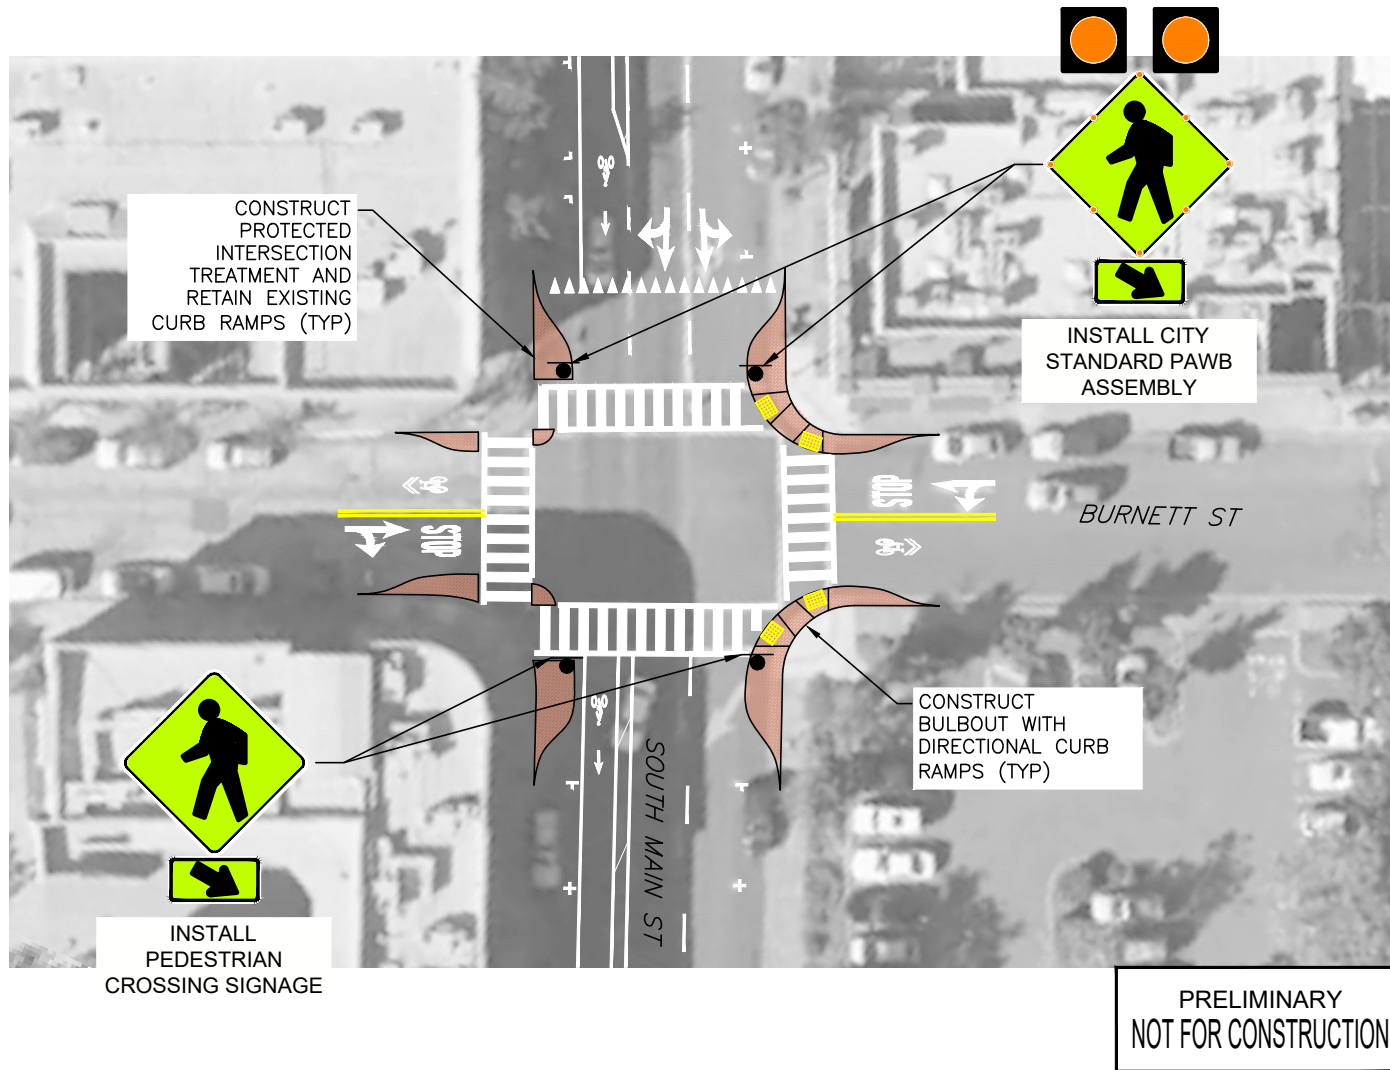 CONSTRUCT
PROTECTED
INTERSECTION
TREATMENT AND
RETAIN EXISTING
CURB RAMPS (TYP)
INSTALL CITY
STANDARD PAWB
ASSEMBLY
STOP
STOP
BURNETT ST
CONSTRUCT
BULBOUT WITH
DIRECTIONAL CURB
RAMPS (TYP)
SOUTH MAIN ST
INSTALL
PEDESTRIAN
CROSSING SIGNAGE
PRELIMINARY
NOT FOR CONSTRUCTION